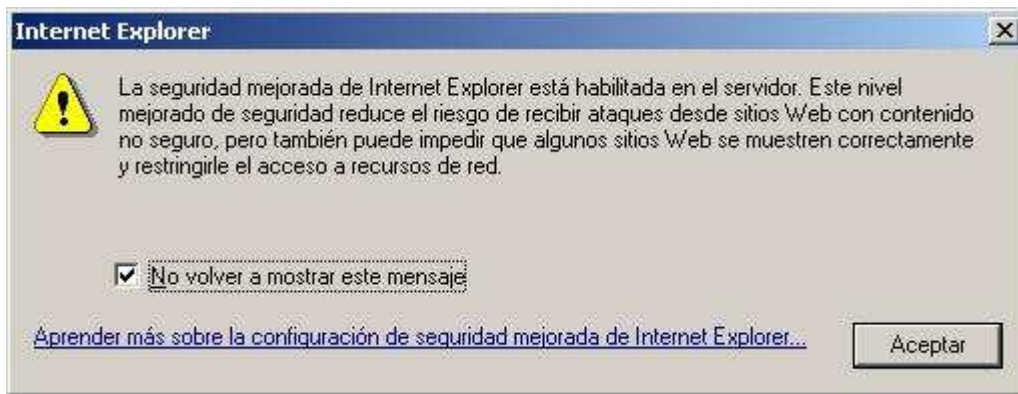 Internet Explorer
La seguridad mejorada de Internet Explorer está habilitada en el servidor. Este nivel
mejorado de seguridad reduce el riesgo de recibir ataques desde sitios Web con contenido
no seguro, pero también puede impedir que algunos sitios Web se muestren correctamente
y restringirle el acceso a recursos de red.
No volver a mostrar este mensaje
Aprender más sobre la configuración de seguridad mejorada de Internet Explorer...
Aceptar